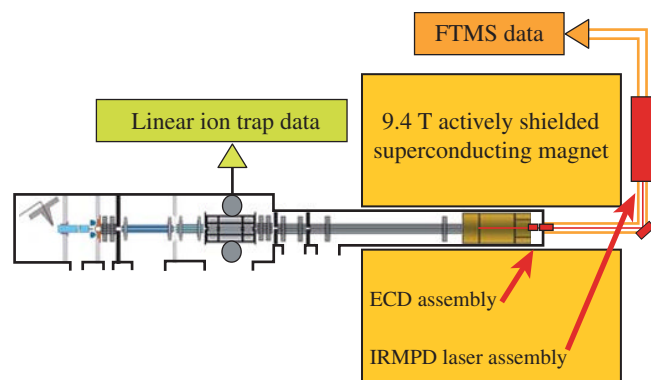 FTMS data
Linear ion trap data
9.4 T actively shielded
superconducting magnet
ECD assembly
IRMPD laser assembly